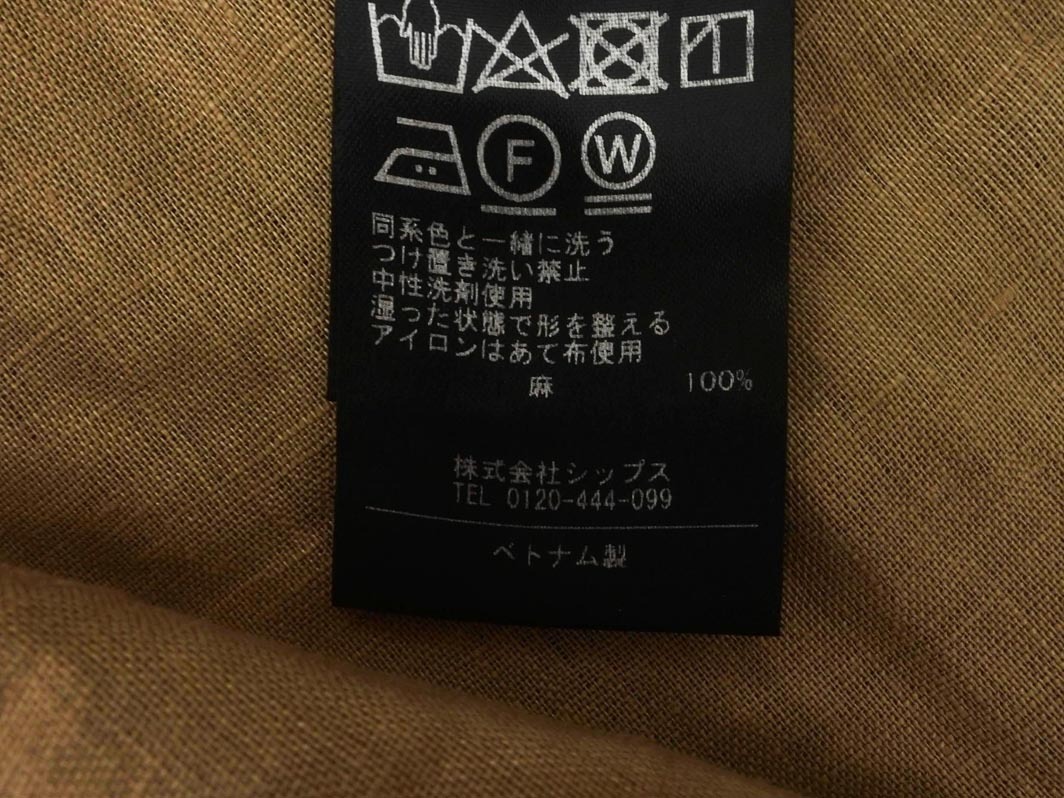 F W
同系色と一緒に洗う
つけ置き洗い禁止
中性洗剤使用
湿った状態で形を整える
アイロンはあて布使用
麻 100%
株式会社シップス
TEL 0120-444-099
ベトナム製